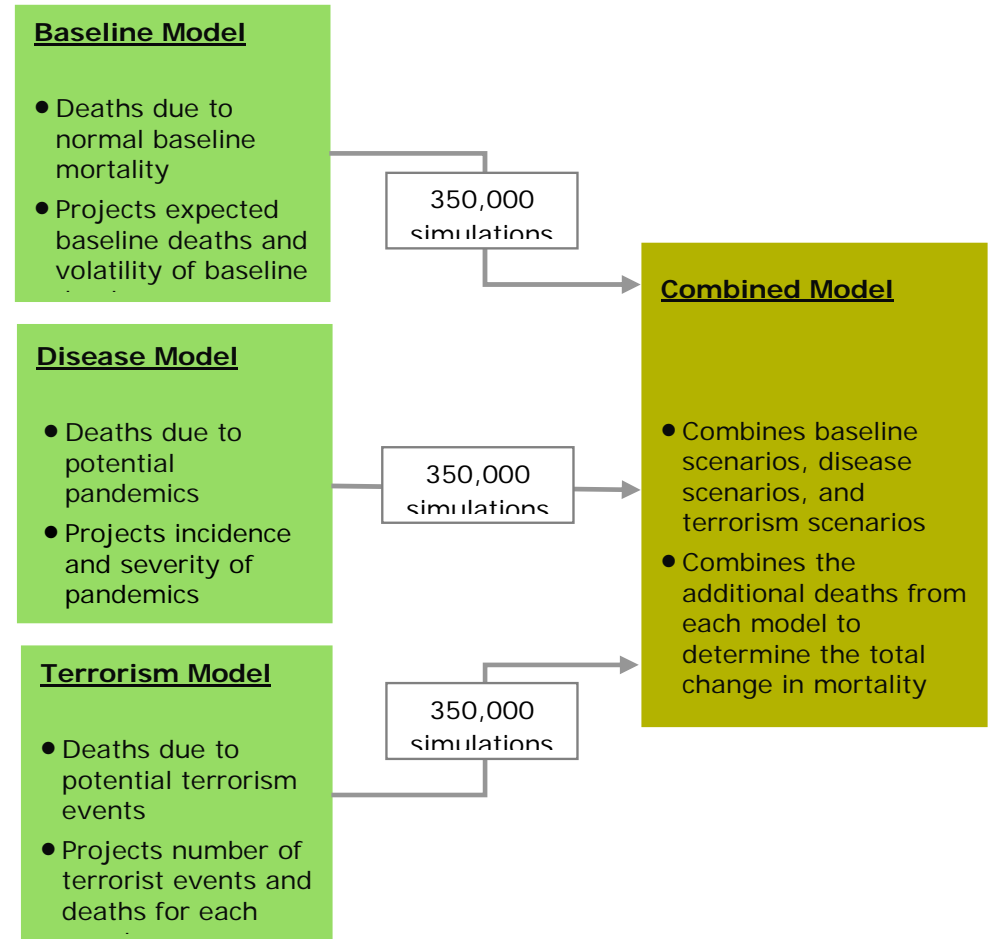 Baseline Model
● Deaths due to
normal baseline
mortality
● Projects expected
baseline deaths and
volatility of baseline
350,000
simulations
Disease Model
● Deaths due to
potential
pandemics
● Projects incidence
and severity of
pandemics
350,000
simulations
Terrorism Model
● Deaths due to
potential terrorism
events
● Projects number of
terrorist events and
deaths for each
350,000
simulations
Combined Model
● Combines baseline
scenarios, disease
scenarios, and
terrorism scenarios
● Combines the
additional deaths from
each model to
determine the total
change in mortality